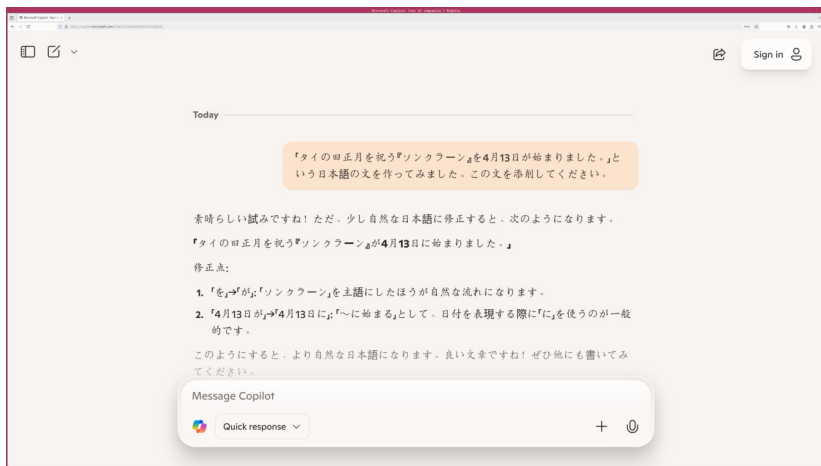 Microsoft Copilot: Your AI companion
Sign in
Today
「タイの旧正月を祝う『ソンクラーン』を4月13日が始まりました。」と
いう日本語の文を作ってみました。この文を添削してください。
素晴らしい試みですね！ただ、少し自然な日本語に修正すると、次のようになります。
「タイの旧正月を祝う『ソンクラーン』が4月13日に始まりました。」
修正点:
1. 「を」→「が」: 「ソンクラーン」を主語にしたほうが自然な流れになります。
2. 「4月13日が」→「4月13日に」: 「〜に始まる」として、日付を表現する際に「に」を使うのが一般
的です。
このようにすると、より自然な日本語になります。良い文章ですね！ぜひ他にも書いてみ
てください。
Message Copilot
Quick response